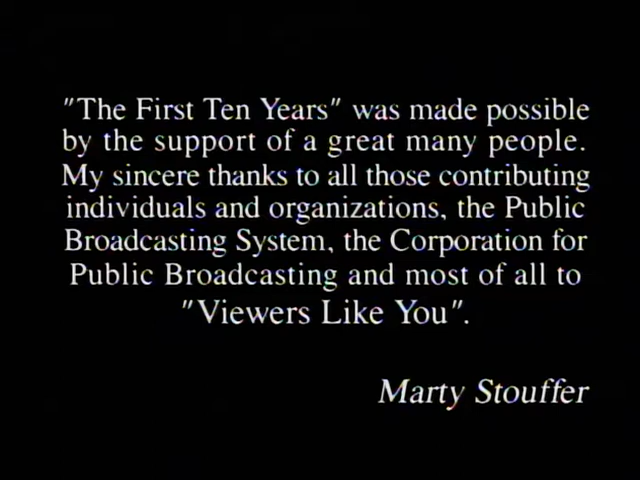 "The First Ten Years" was made possible
by the support of a great many people.
My sincere thanks to all those contributing
individuals and organizations, the Public
Broadcasting System, the Corporation for
Public Broadcasting and most of all to
"Viewers Like You".
Marty Stouffer